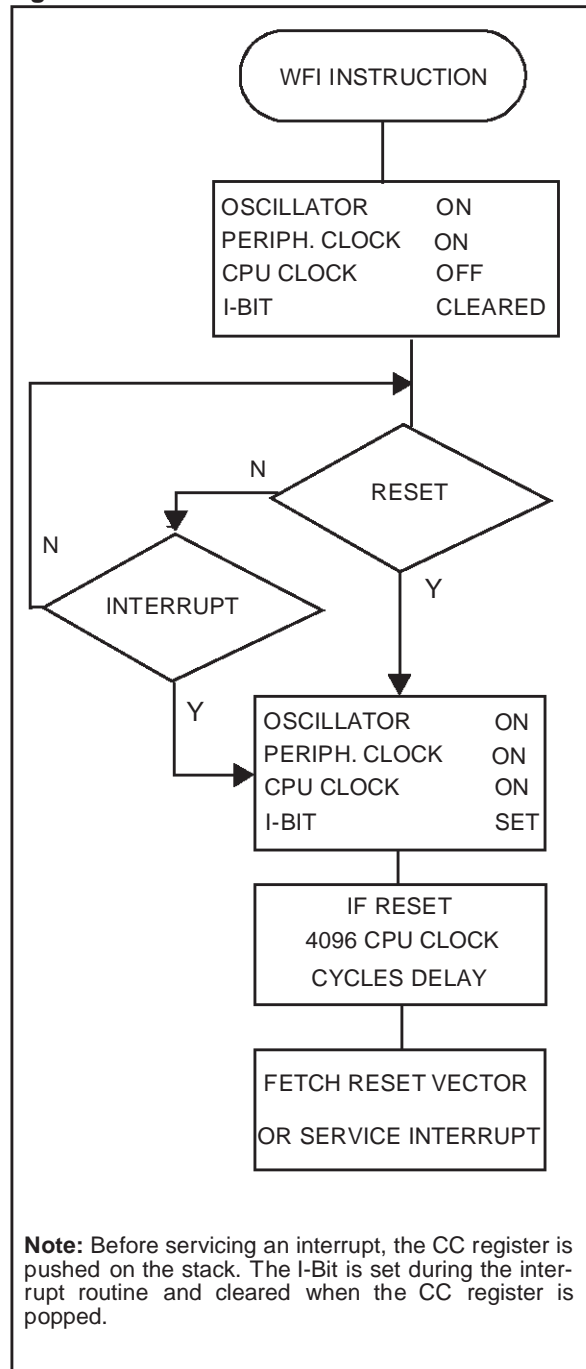 WFI INSTRUCTION
OSCILLATOR ON
PERIPH. CLOCK ON
CPU CLOCK OFF
I-BIT CLEARED
RESET
N
INTERRUPT
N
Y
Y
OSCILLATOR ON
PERIPH. CLOCK ON
CPU CLOCK ON
I-BIT SET
IF RESET
4096 CPU CLOCK
CYCLES DELAY
FETCH RESET VECTOR
OR SERVICE INTERRUPT
Note: Before servicing an interrupt, the CC register is
pushed on the stack. The I-Bit is set during the inter-
rupt routine and cleared when the CC register is
popped.